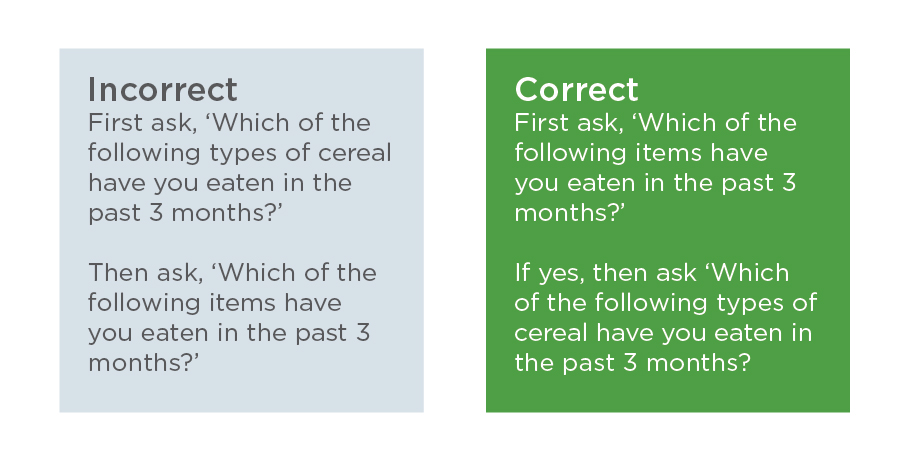 Incorrect
First ask, ‘Which of the
following types of cereal
have you eaten in the
past 3 months?’
Then ask, ‘Which of the
following items have
you eaten in the past 3
months?’
Correct
First ask, ‘Which of the
following items have
you eaten in the past 3
months?’
If yes, then ask ‘Which
of the following types of
cereal have you eaten in
the past 3 months?